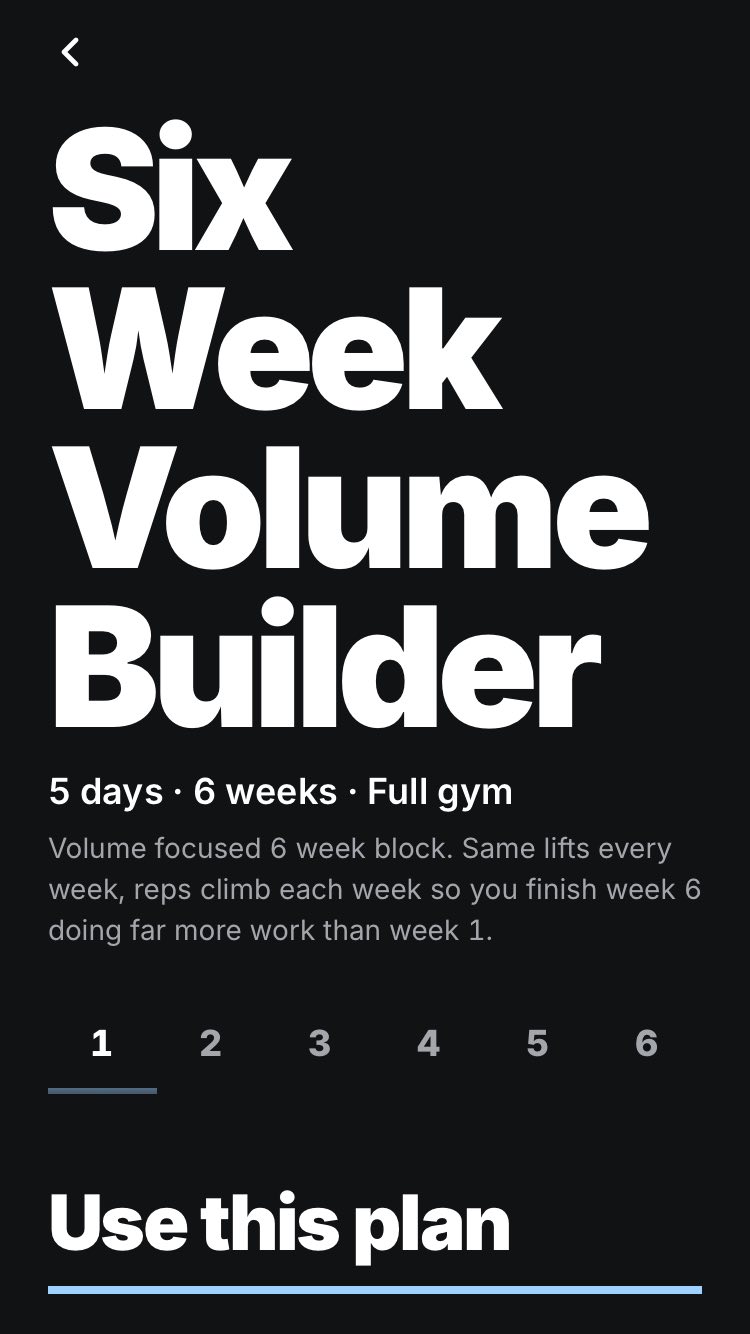 Six
Week
Volume
Builder
5 days · 6 weeks · Full gym
Volume focused 6 week block. Same lifts every
week, reps climb each week so you finish week 6
doing far more work than week 1.
1 2 3 4 5 6
Use this plan